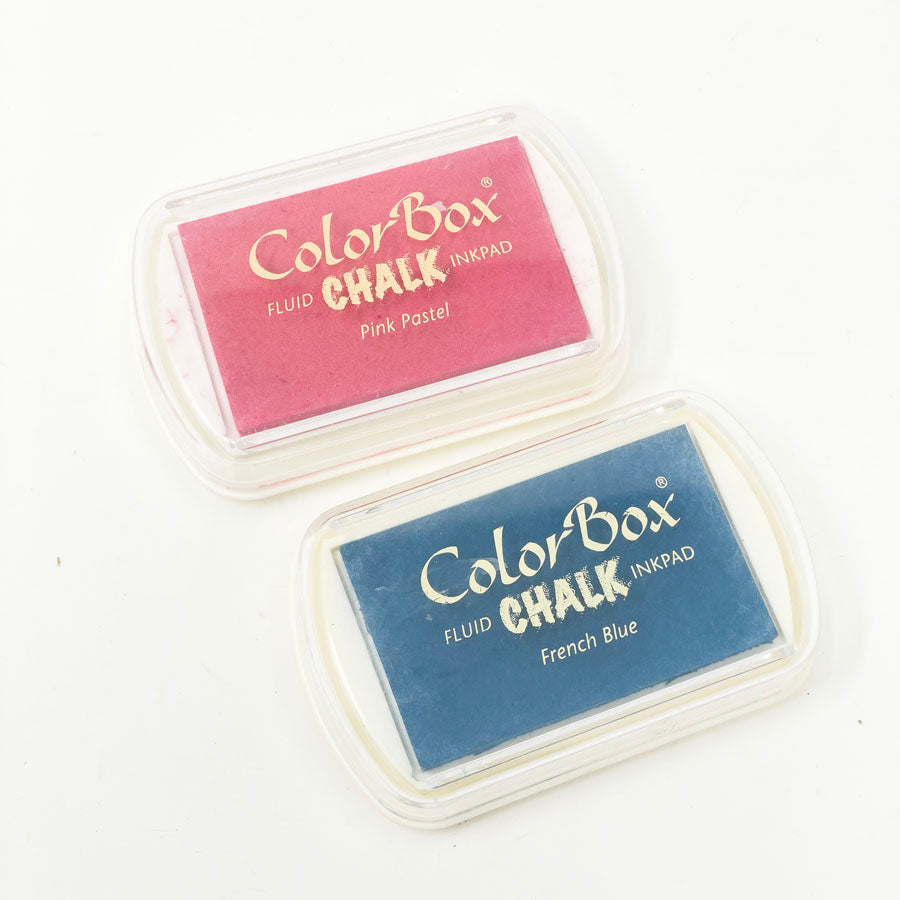 ColorBox®
FLUID CHALK INKPAD
Pink Pastel
ColorBox®
FLUID CHALK INKPAD
French Blue